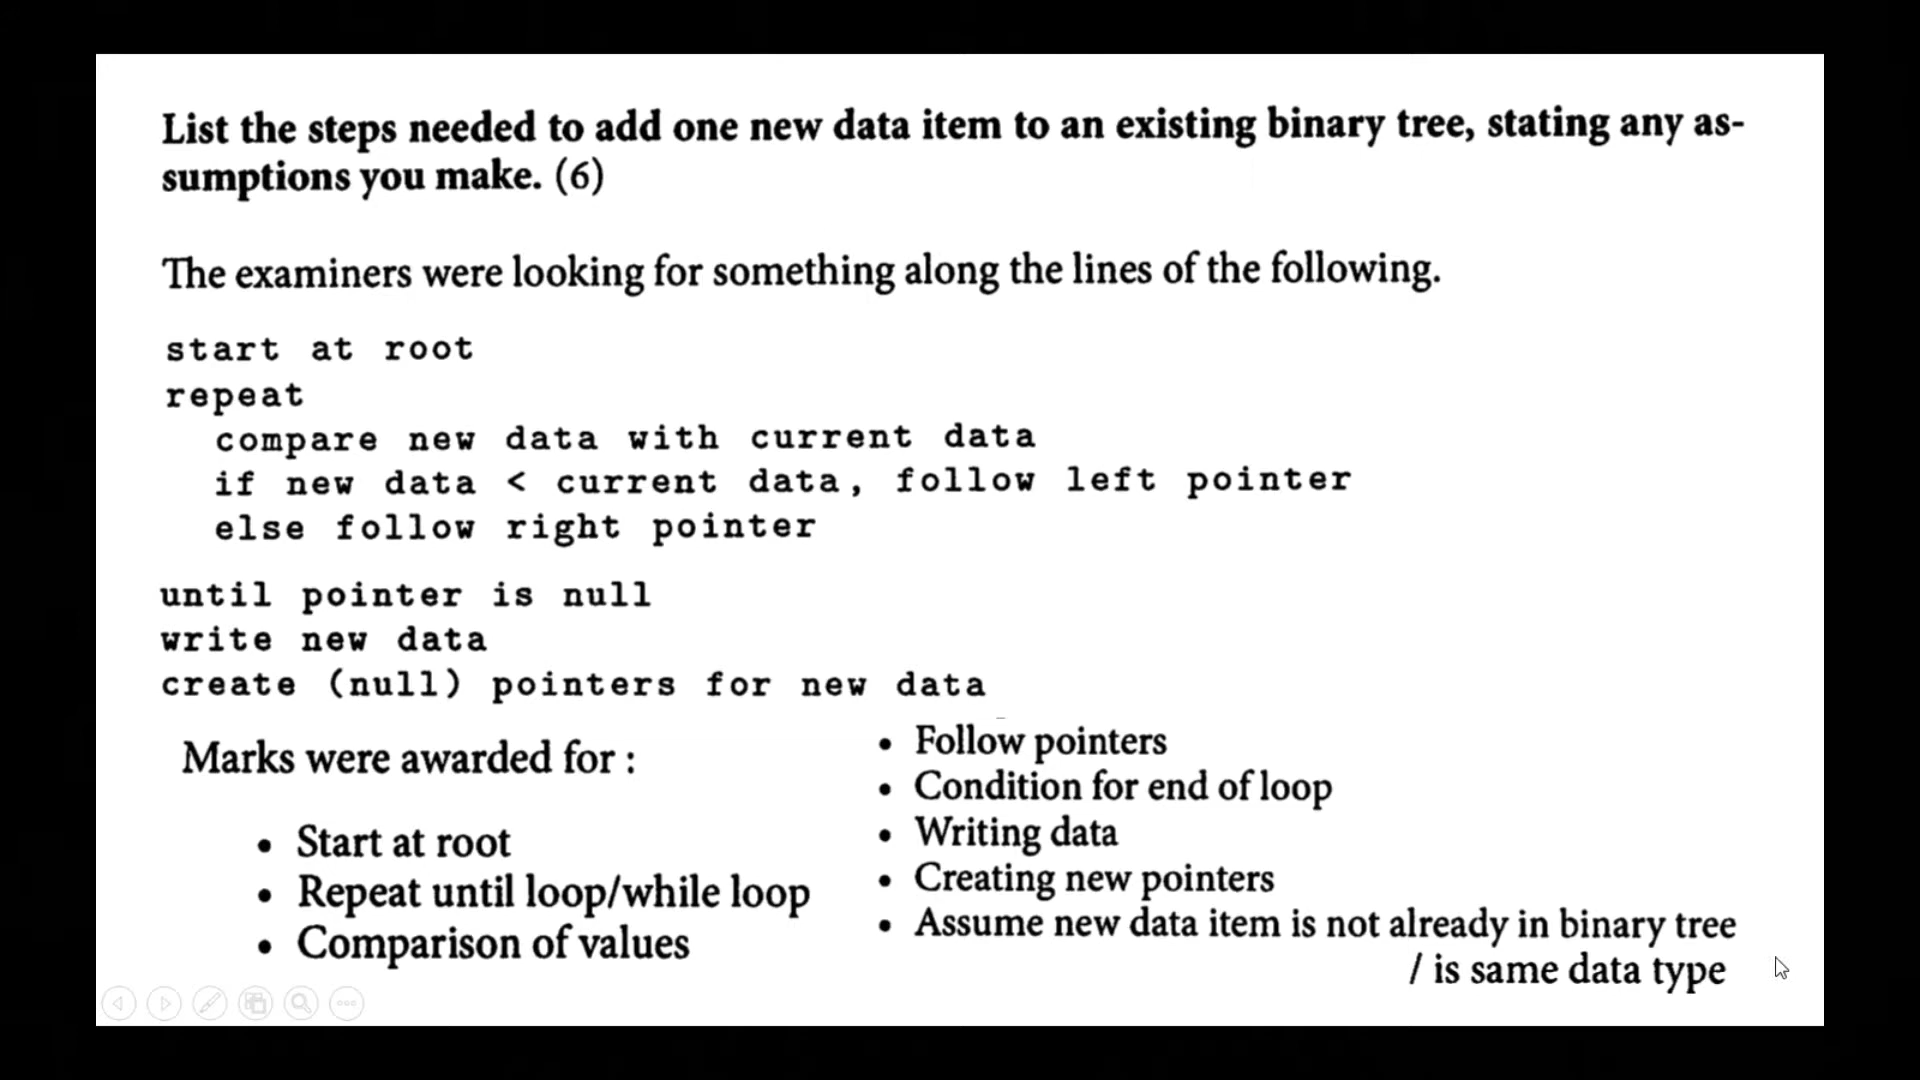 List the steps needed to add one new data item to an existing binary tree, stating any as-
sumptions you make. (6)
The examiners were looking for something along the lines of the following.
start at root
repeat
compare new data with current data
if new data < current data, follow left pointer
else follow right pointer
until pointer is null
write new data
create (null) pointers for new data
Marks were awarded for :
• Start at root
• Repeat until loop/while loop
• Comparison of values
• Follow pointers
• Condition for end of loop
• Writing data
• Creating new pointers
• Assume new data item is not already in binary tree
/ is same data type